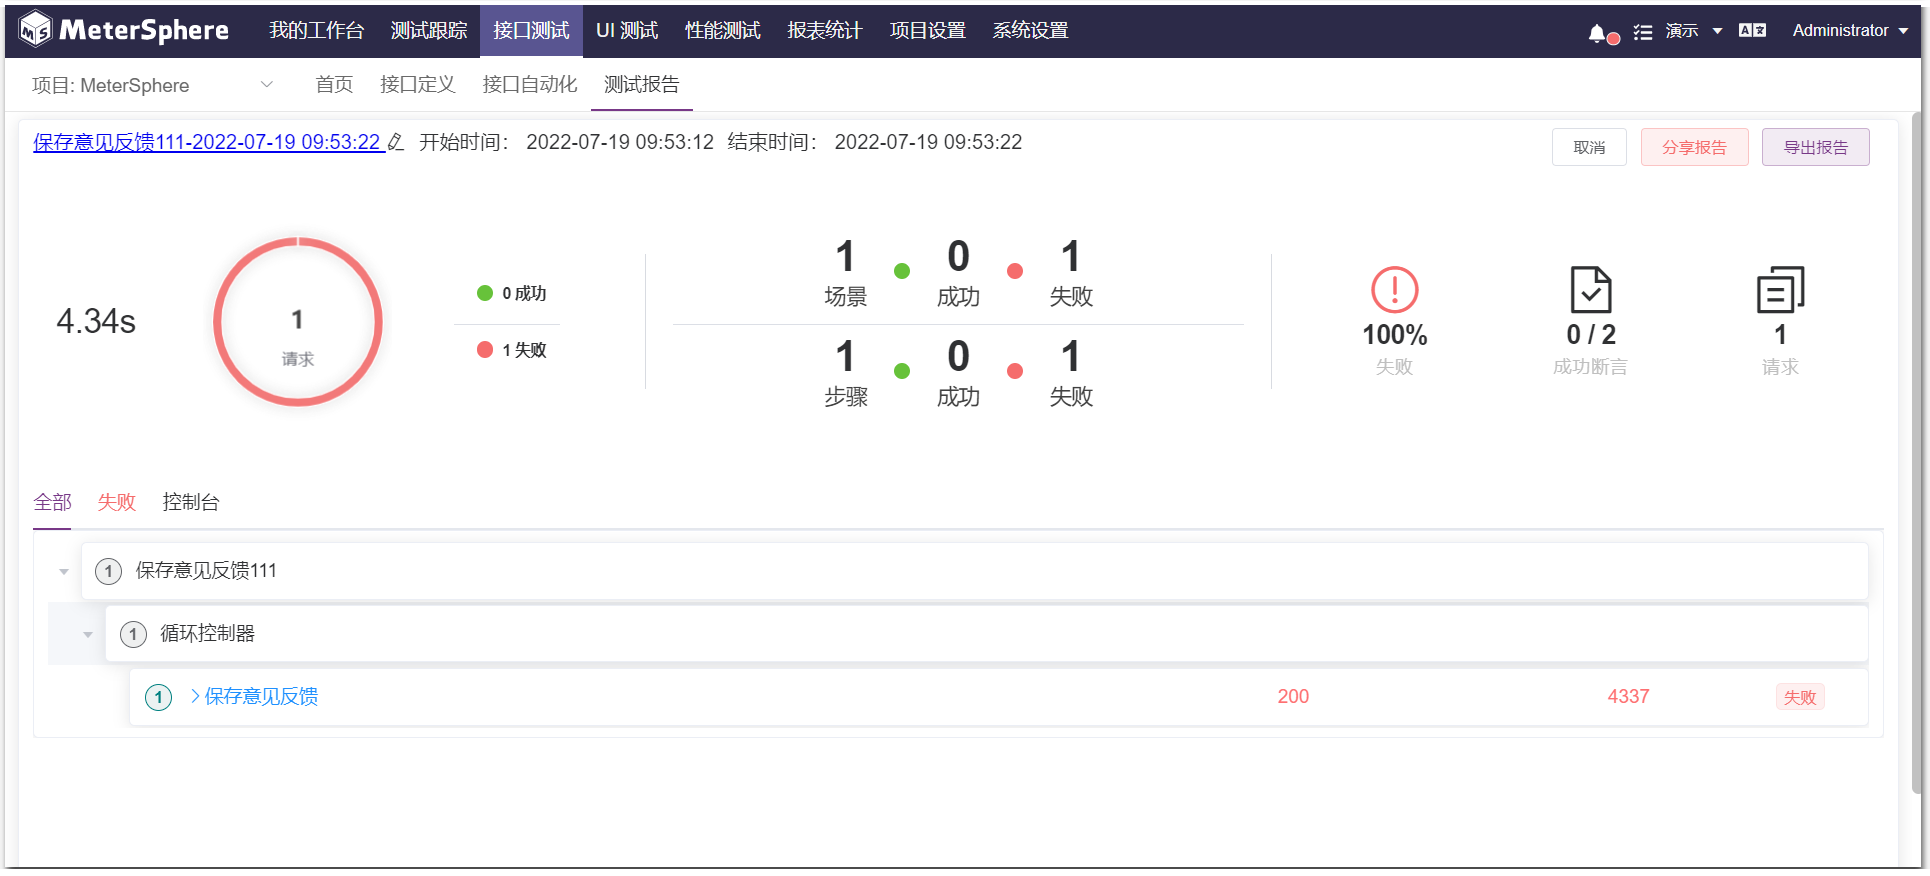 MeterSphere 我的工作台 测试跟踪 接口测试 UI 测试 性能测试 报表统计 项目设置 系统设置 演示 Administrator
项目: MeterSphere 首页 接口定义 接口自动化 测试报告
保存意见反馈111-2022-07-19 09:53:22 开始时间： 2022-07-19 09:53:12 结束时间： 2022-07-19 09:53:22 取消 分享报告 导出报告
4.34s
1
请求
0 成功
1 失败
1 0 1
场景 成功 失败
1 0 1
步骤 成功 失败
100% 0 / 2 1
失败 成功断言 请求
全部 失败 控制台
1 保存意见反馈111
1 循环控制器
1 保存意见反馈 200 4337 失败